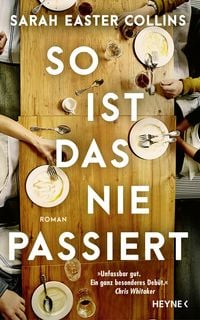 SARAH EASTER COLLINS
SO
IST
DAS
NIE
ROMAN
PASSIERT
»Unfassbar gut.
Ein ganz besonderes Debüt.«
Chris Whitaker
HEYNE<